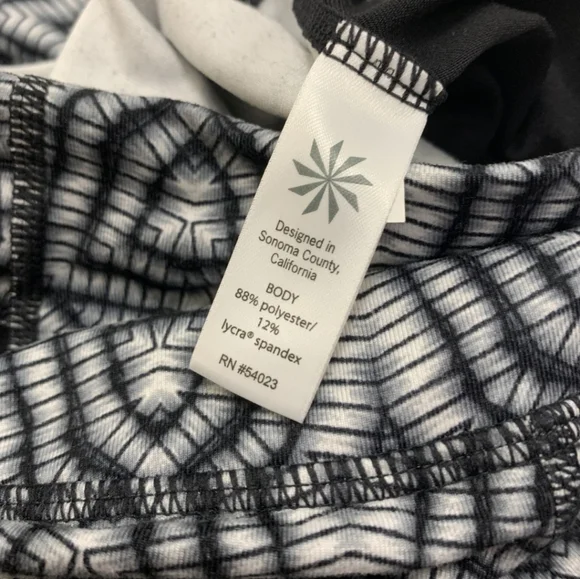 Designed in
Sonoma County,
California
BODY
88% polyester/
12%
lycra® spandex
RN #54023